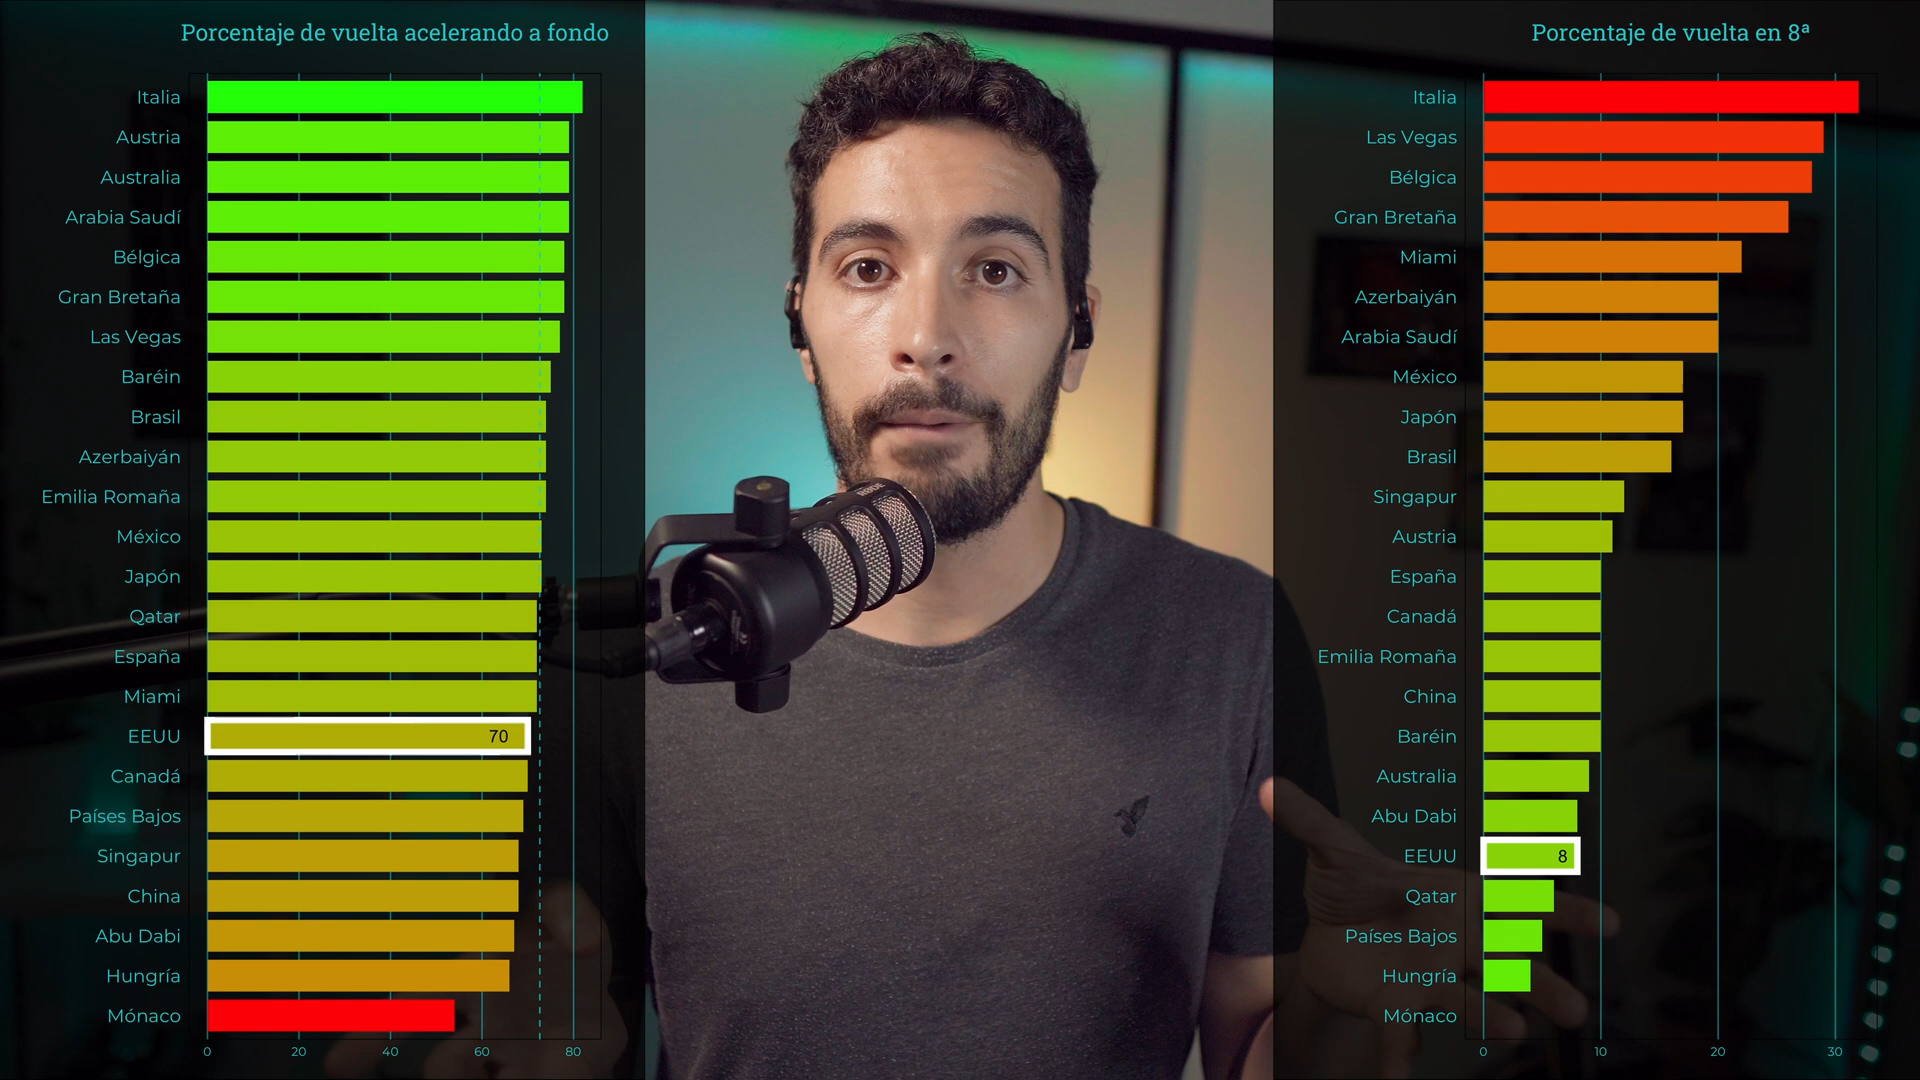 Porcentaje de vuelta acelerando a fondo
Italia
Austria
Australia
Arabia Saudí
Bélgica
Gran Bretaña
Las Vegas
Baréin
Brasil
Azerbaiyán
Emilia Romaña
México
Japón
Qatar
España
Miami
EEUU 70
Canadá
Países Bajos
Singapur
China
Abu Dabi
Hungría
Mónaco
0 20 40 60 80
RODE
Porcentaje de vuelta en 8ª
Italia
Las Vegas
Bélgica
Gran Bretaña
Miami
Azerbaiyán
Arabia Saudí
México
Japón
Brasil
Singapur
Austria
España
Canadá
Emilia Romaña
China
Baréin
Australia
Abu Dabi
EEUU 8
Qatar
Países Bajos
Hungría
Mónaco
0 10 20 30